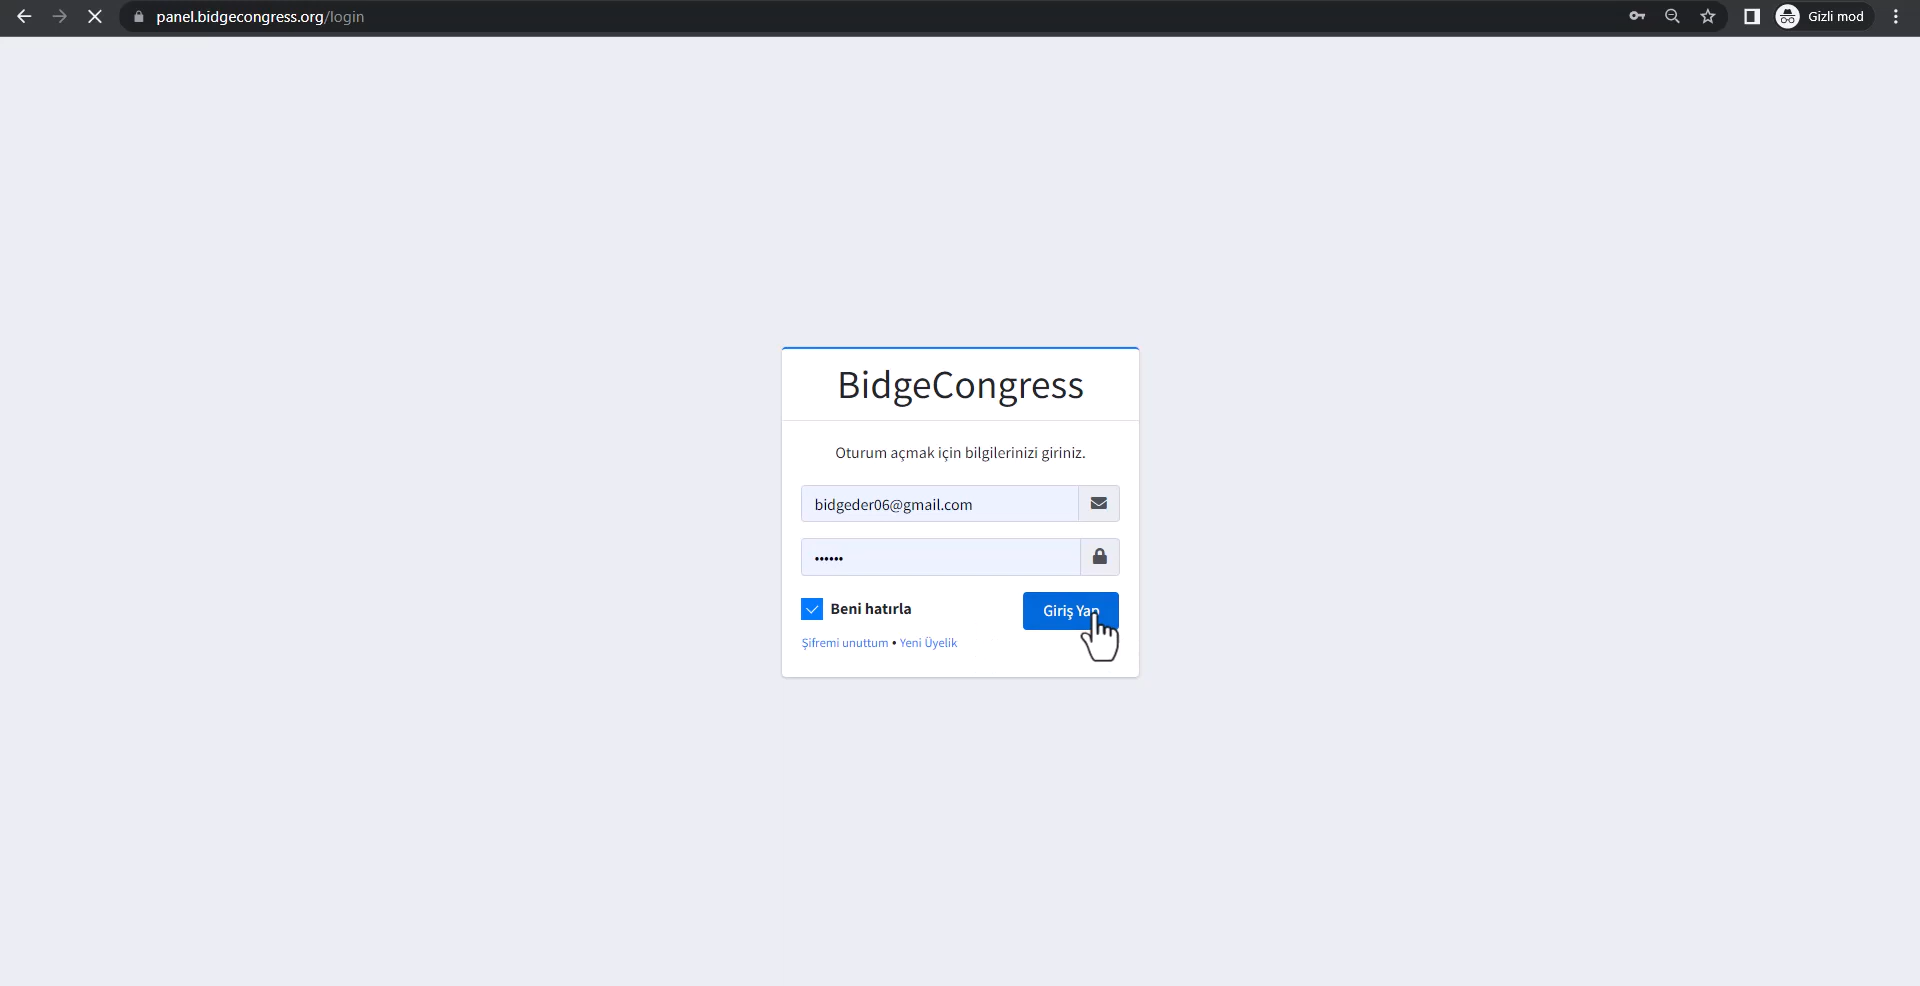 panel.bidgecongress.org/login
Gizli mod
BidgeCongress
Oturum açmak için bilgilerinizi giriniz.
bidgeder06@gmail.com
••••••
Beni hatırla
Giriş Yap
Şifremi unuttum • Yeni Üyelik